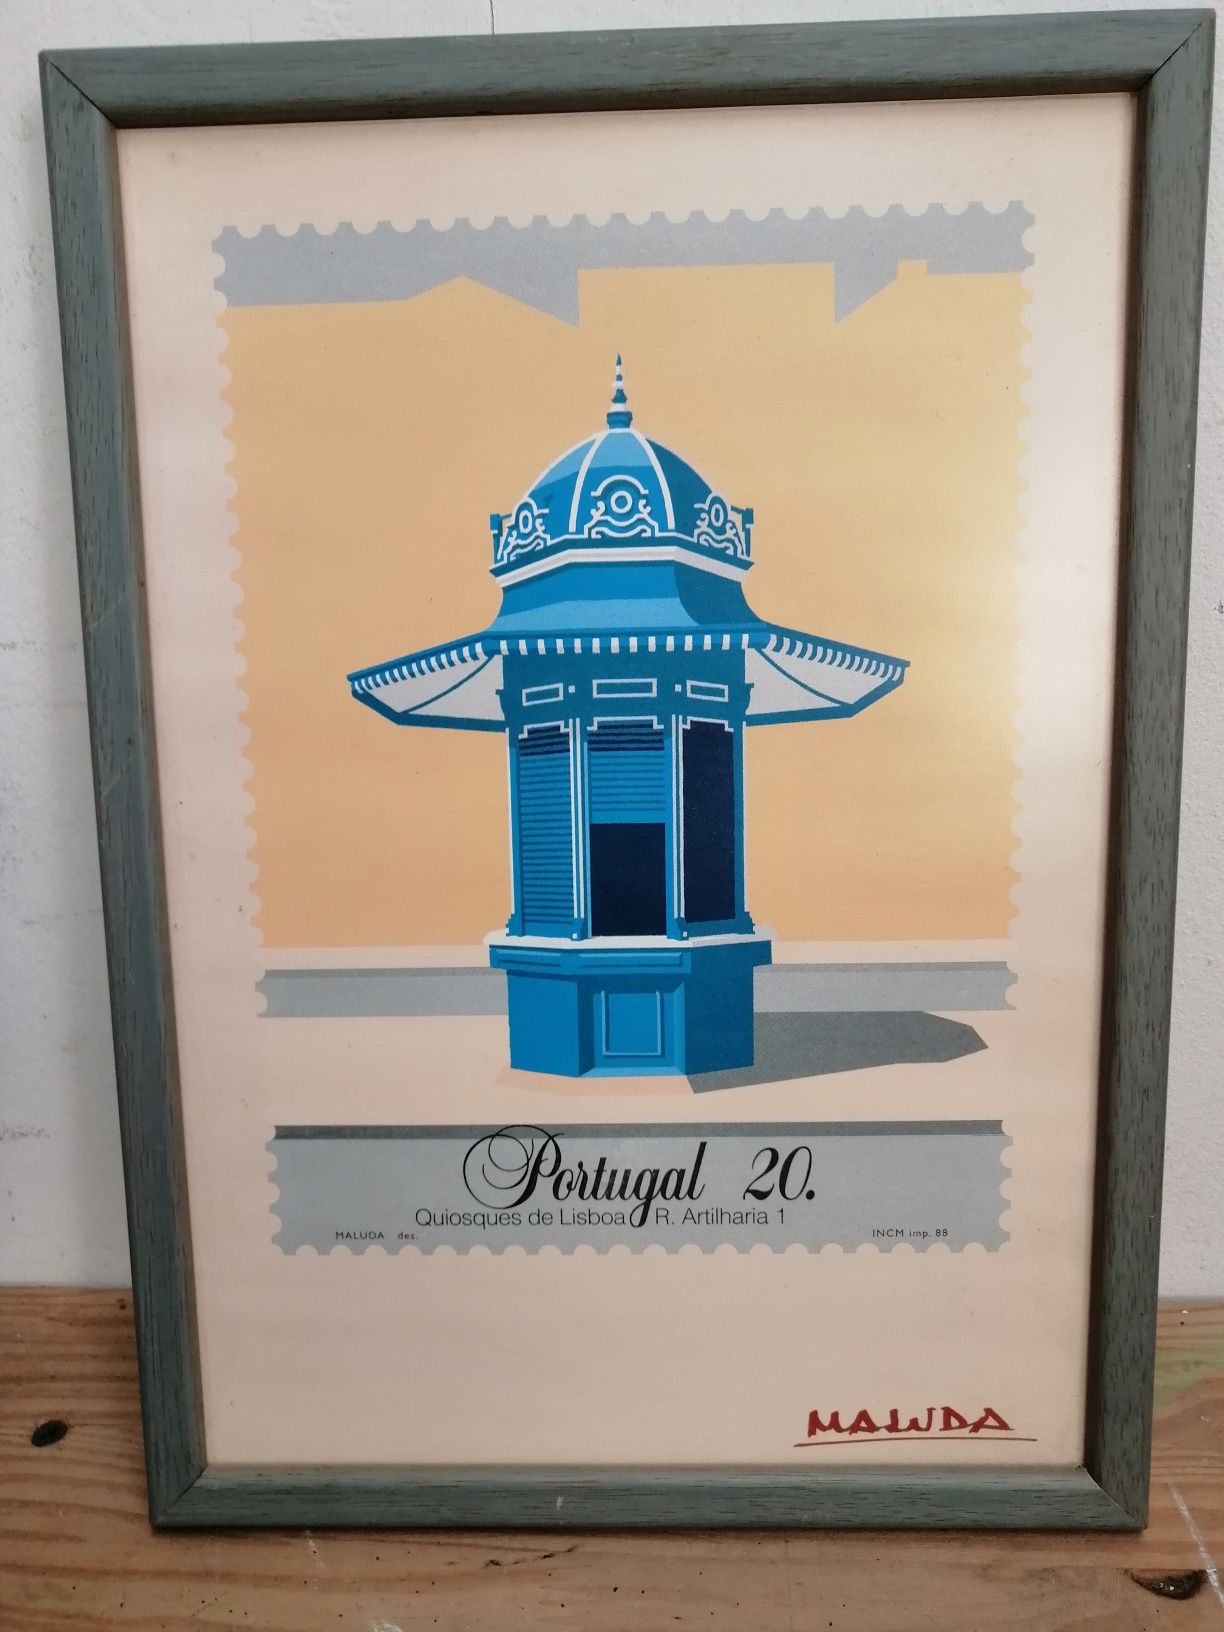 Portugal 20.
Quiosques de Lisboa R. Artilharia 1
MALUDA des. INCM imp. 88
MALUDA